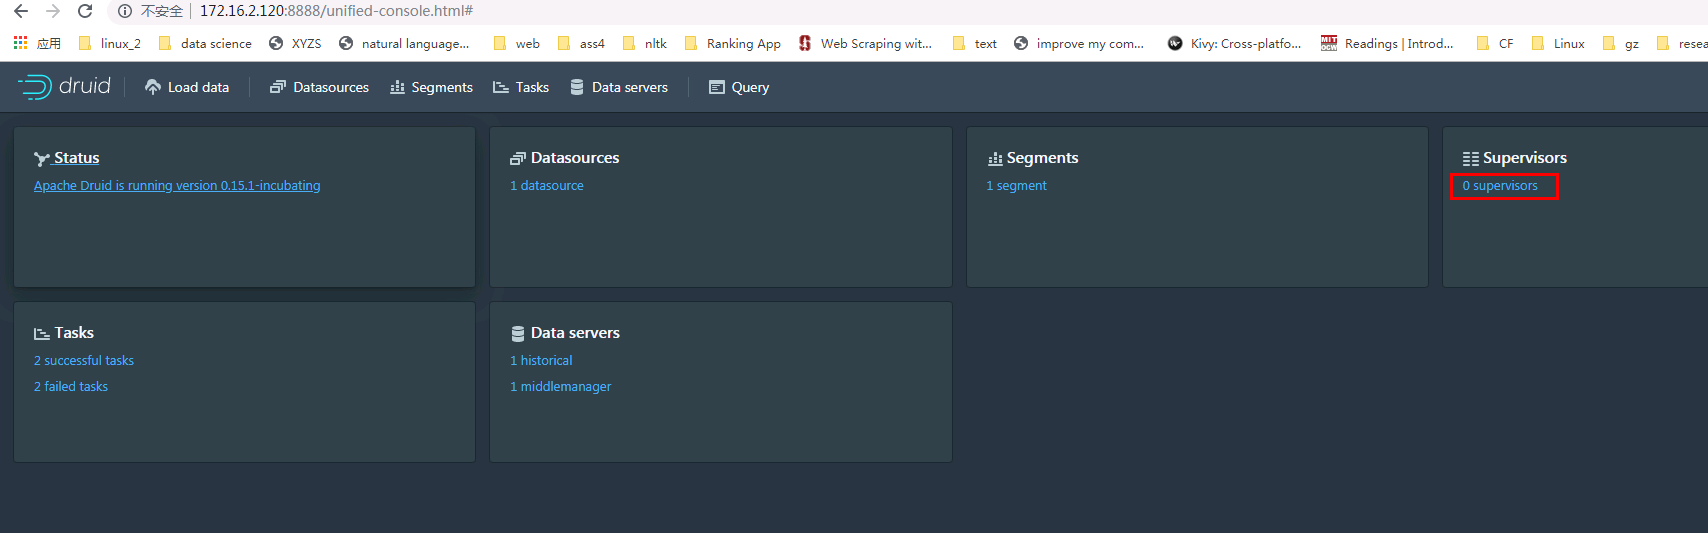 不安全 172.16.2.120:8888/unified-console.html#
应用 linux_2 data science XYZS natural language... web ass4 nltk Ranking App Web Scraping wit... text improve my com... Kivy: Cross-platfo... Readings | Introd... CF Linux gz resea
druid Load data Datasources Segments Tasks Data servers Query
Status
Apache Druid is running version 0.15.1-incubating
Datasources
1 datasource
Segments
1 segment
Supervisors
0 supervisors
Tasks
2 successful tasks
2 failed tasks
Data servers
1 historical
1 middlemanager